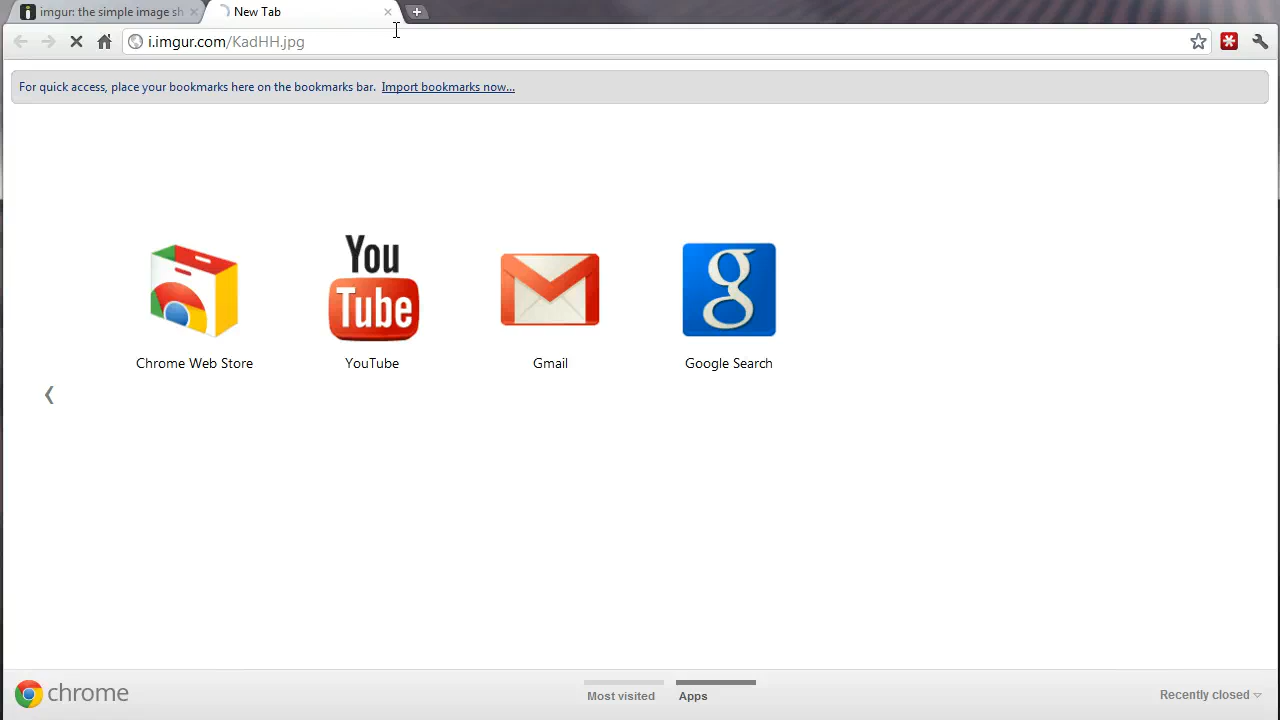 imgur: the simple image sh
New Tab
i.imgur.com/KadHH.jpg
For quick access, place your bookmarks here on the bookmarks bar. Import bookmarks now...
You
Tube
g
Chrome Web Store
YouTube
Gmail
Google Search
chrome
Most visited
Apps
Recently closed